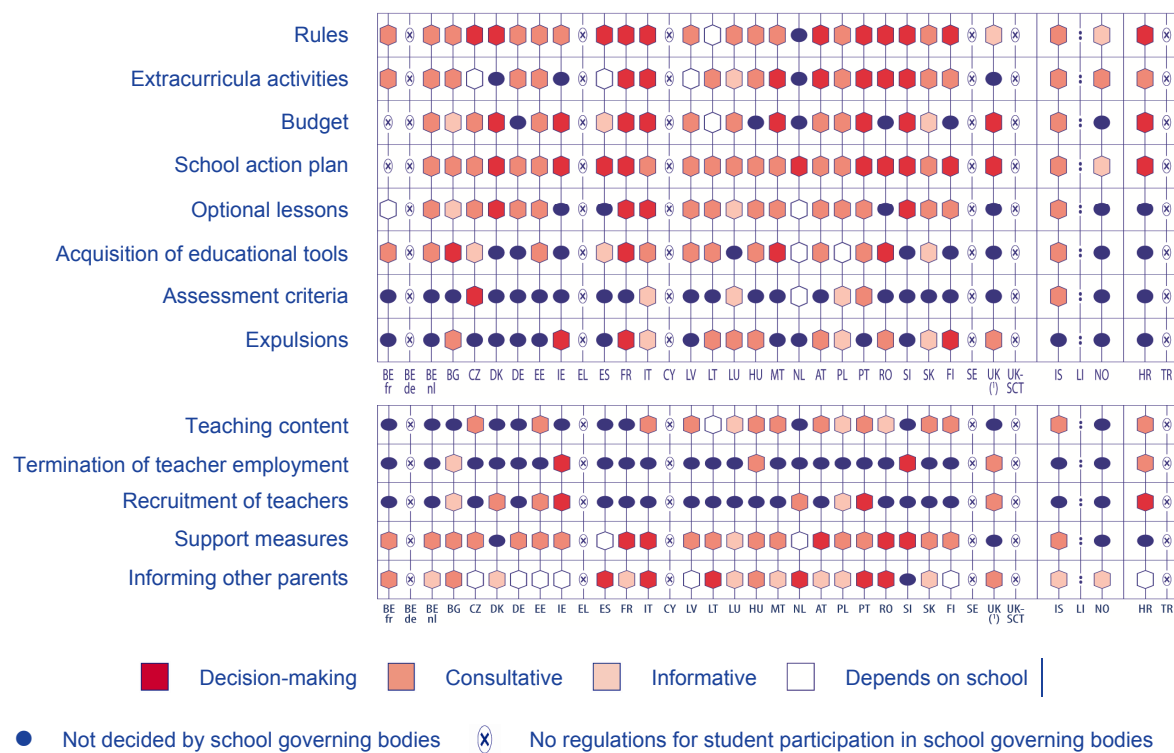 Rules
Extracurricula activities
Budget
School action plan
Optional lessons
Acquisition of educational tools
Assessment criteria
Expulsions
BE fr BE de BE nl BG CZ DK DE EE IE EL ES FR IT CY LV LT LU HU MT NL AT PL PT RO SI SK FI SE UK (¹) UK-SCT IS LI NO HR TR
Teaching content
Termination of teacher employment
Recruitment of teachers
Support measures
Informing other parents
BE fr BE de BE nl BG CZ DK DE EE IE EL ES FR IT CY LV LT LU HU MT NL AT PL PT RO SI SK FI SE UK (¹) UK-SCT IS LI NO HR TR
Decision-making Consultative Informative Depends on school
Not decided by school governing bodies No regulations for student participation in school governing bodies